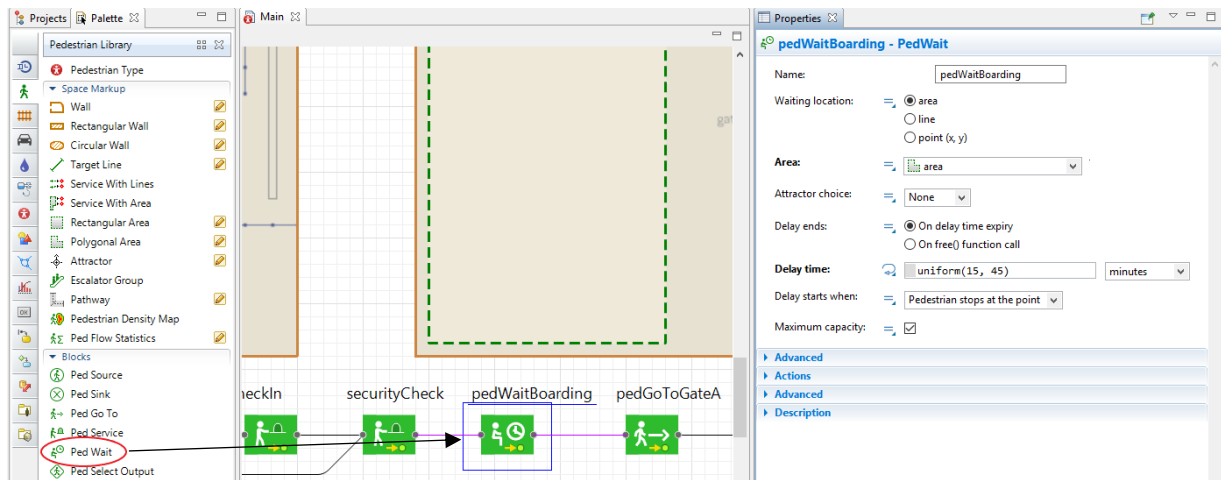 Projects Palette
Pedestrian Library
Pedestrian Type
Space Markup
Wall
Rectangular Wall
Circular Wall
Target Line
Service With Lines
Service With Area
Rectangular Area
Polygonal Area
Attractor
Escalator Group
Pathway
Pedestrian Density Map
Ped Flow Statistics
Blocks
Ped Source
Ped Sink
Ped Go To
Ped Service
Ped Wait
Ped Select Output
OK
Main
gat
heckIn securityCheck pedWaitBoarding pedGoToGateA
Properties
pedWaitBoarding - PedWait
Name: pedWaitBoarding
Waiting location: area
line
point (x, y)
Area: area
Attractor choice: None
Delay ends: On delay time expiry
On free() function call
Delay time: uniform(15, 45) minutes
Delay starts when: Pedestrian stops at the point
Maximum capacity:
Advanced
Actions
Advanced
Description